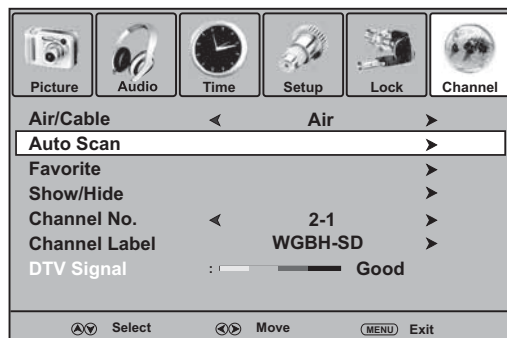 Picture Audio Time Setup Lock Channel
Air/Cable Air
Auto Scan
Favorite
Show/Hide
Channel No. 2-1
Channel Label WGBH-SD
DTV Signal : Good
Select Move MENU Exit